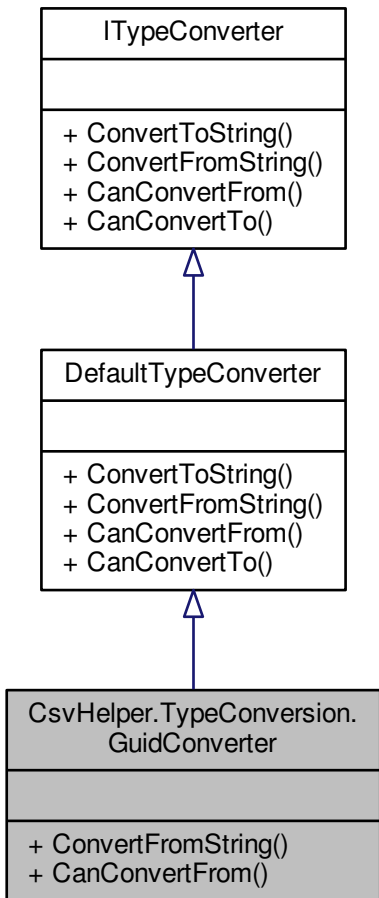 ITypeConverter
+ ConvertToString()
+ ConvertFromString()
+ CanConvertFrom()
+ CanConvertTo()
DefaultTypeConverter
+ ConvertToString()
+ ConvertFromString()
+ CanConvertFrom()
+ CanConvertTo()
CsvHelper.TypeConversion.
GuidConverter
+ ConvertFromString()
+ CanConvertFrom()